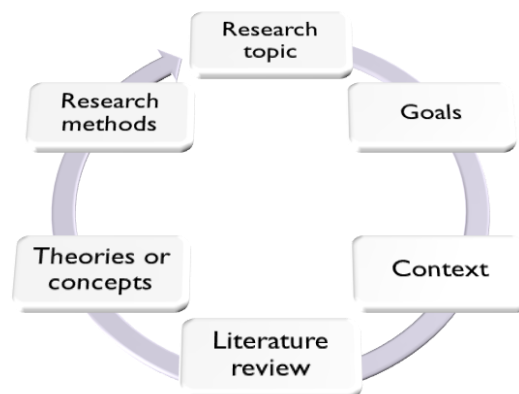 Research
topic
Goals
Context
Literature
review
Theories or
concepts
Research
methods